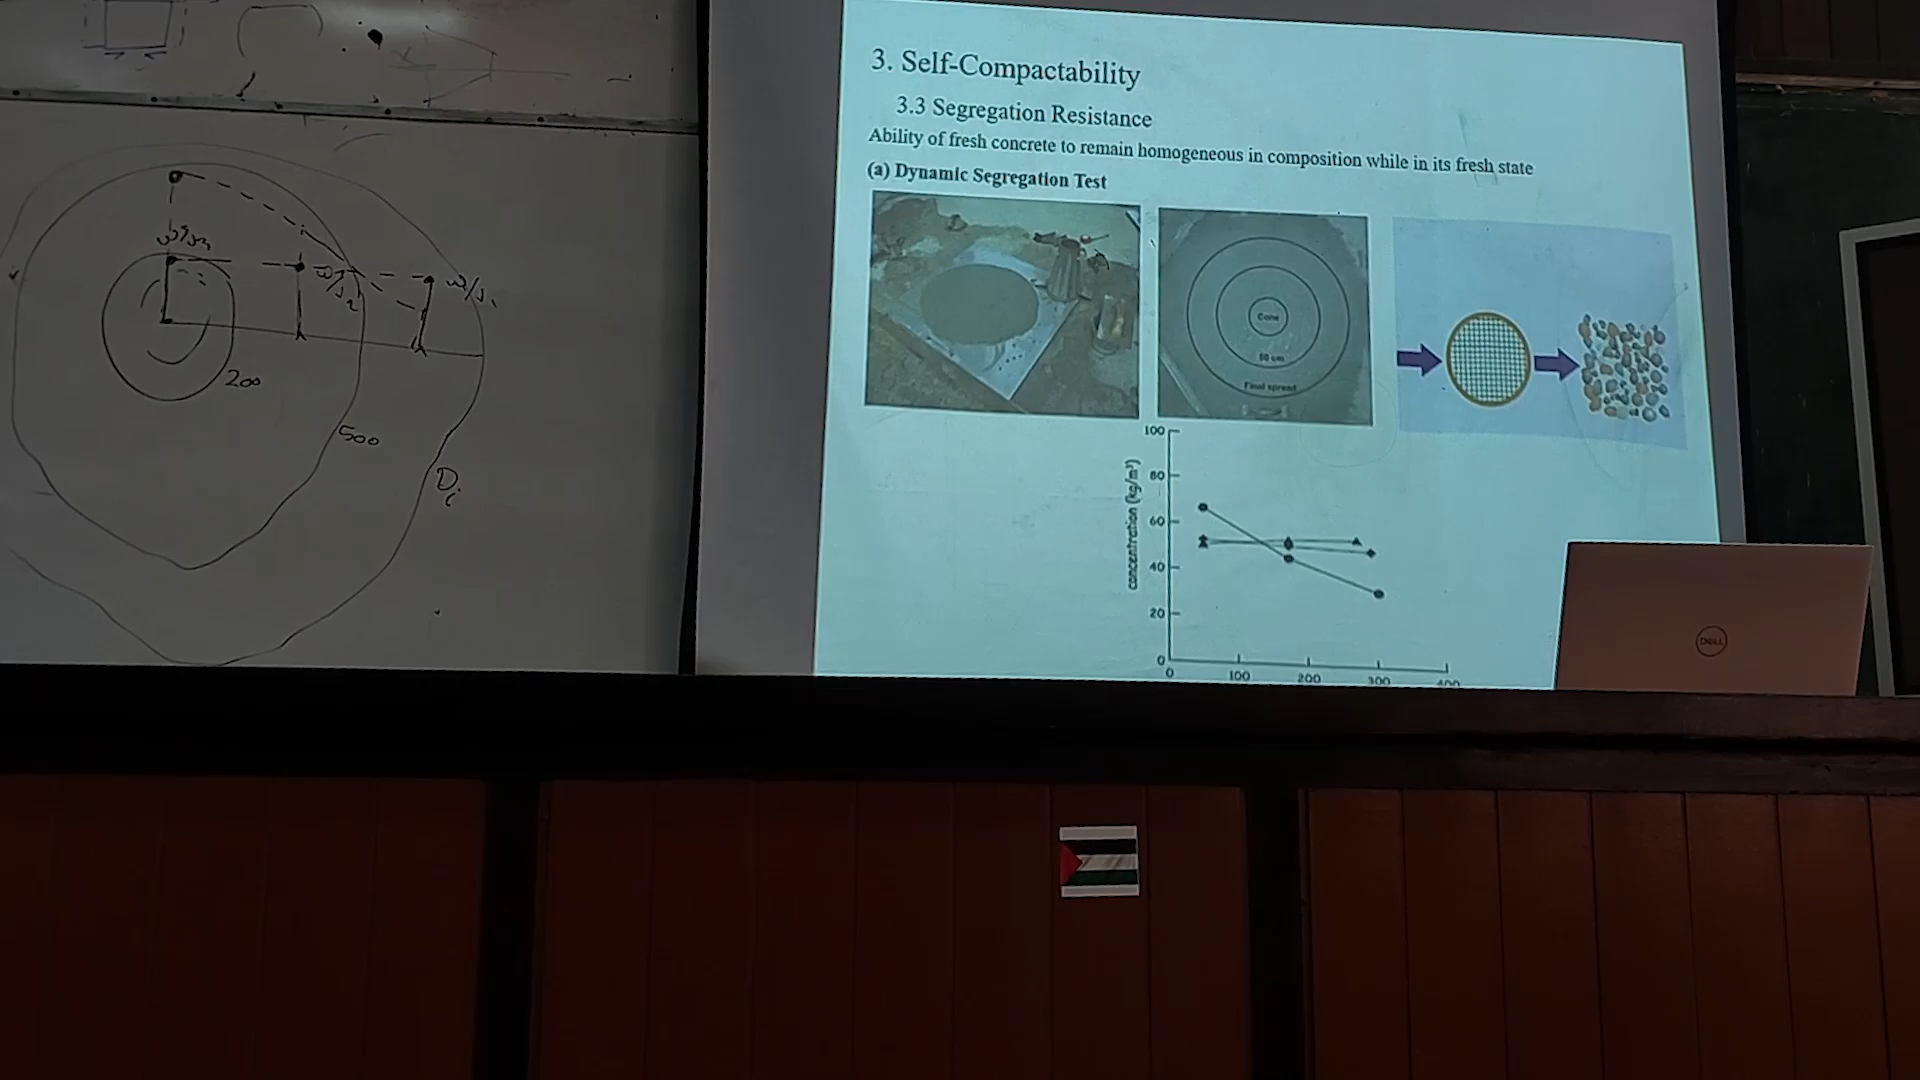 3. Self-Compactability
3.3 Segregation Resistance
Ability of fresh concrete to remain homogeneous in composition while in its fresh state
(a) Dynamic Segregation Test
Cone
50 cm
Final spread
concentration (kg/m³)
100
80
60
40
20
0
0 100 200 300 400
200
500
Di
DELL